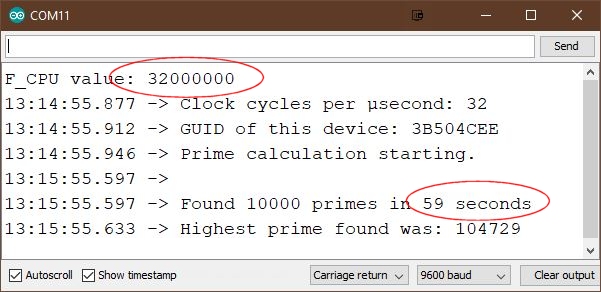 COM11
Send
F_CPU value: 32000000
13:14:55.877 -> Clock cycles per µsecond: 32
13:14:55.912 -> GUID of this device: 3B504CEE
13:14:55.946 -> Prime calculation starting.
13:15:55.597 ->
13:15:55.597 -> Found 10000 primes in 59 seconds
13:15:55.633 -> Highest prime found was: 104729
Autoscroll Show timestamp Carriage return 9600 baud Clear output